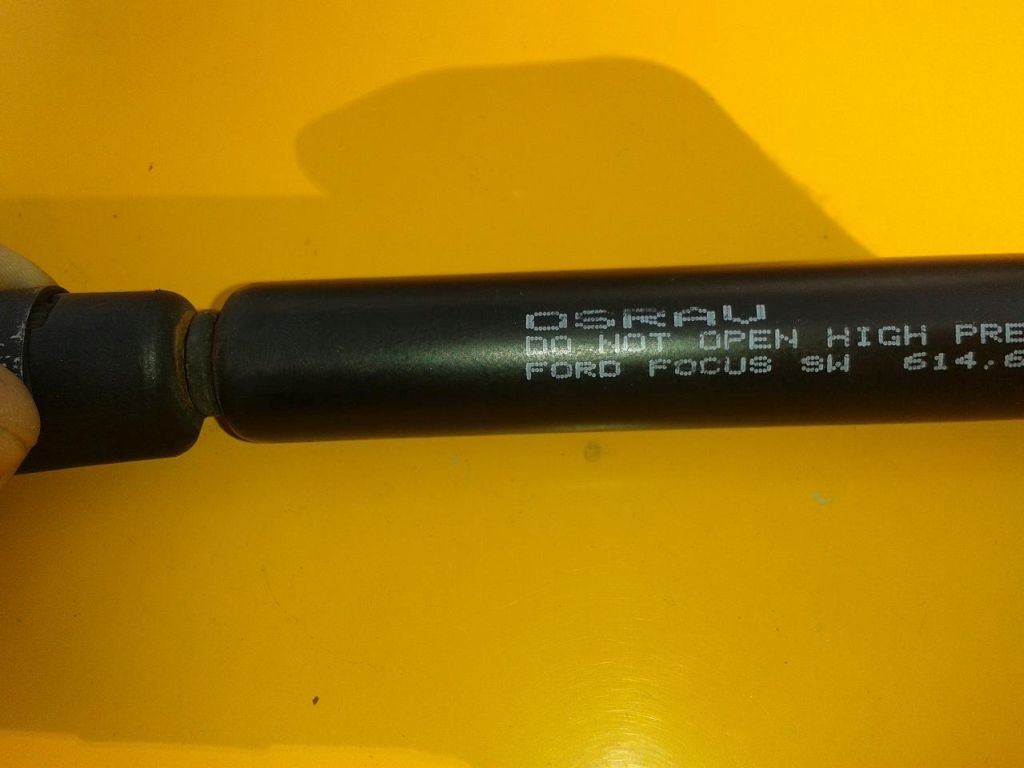 OSRAV
DO NOT OPEN HIGH PRE
FORD FOCUS SW 614.6